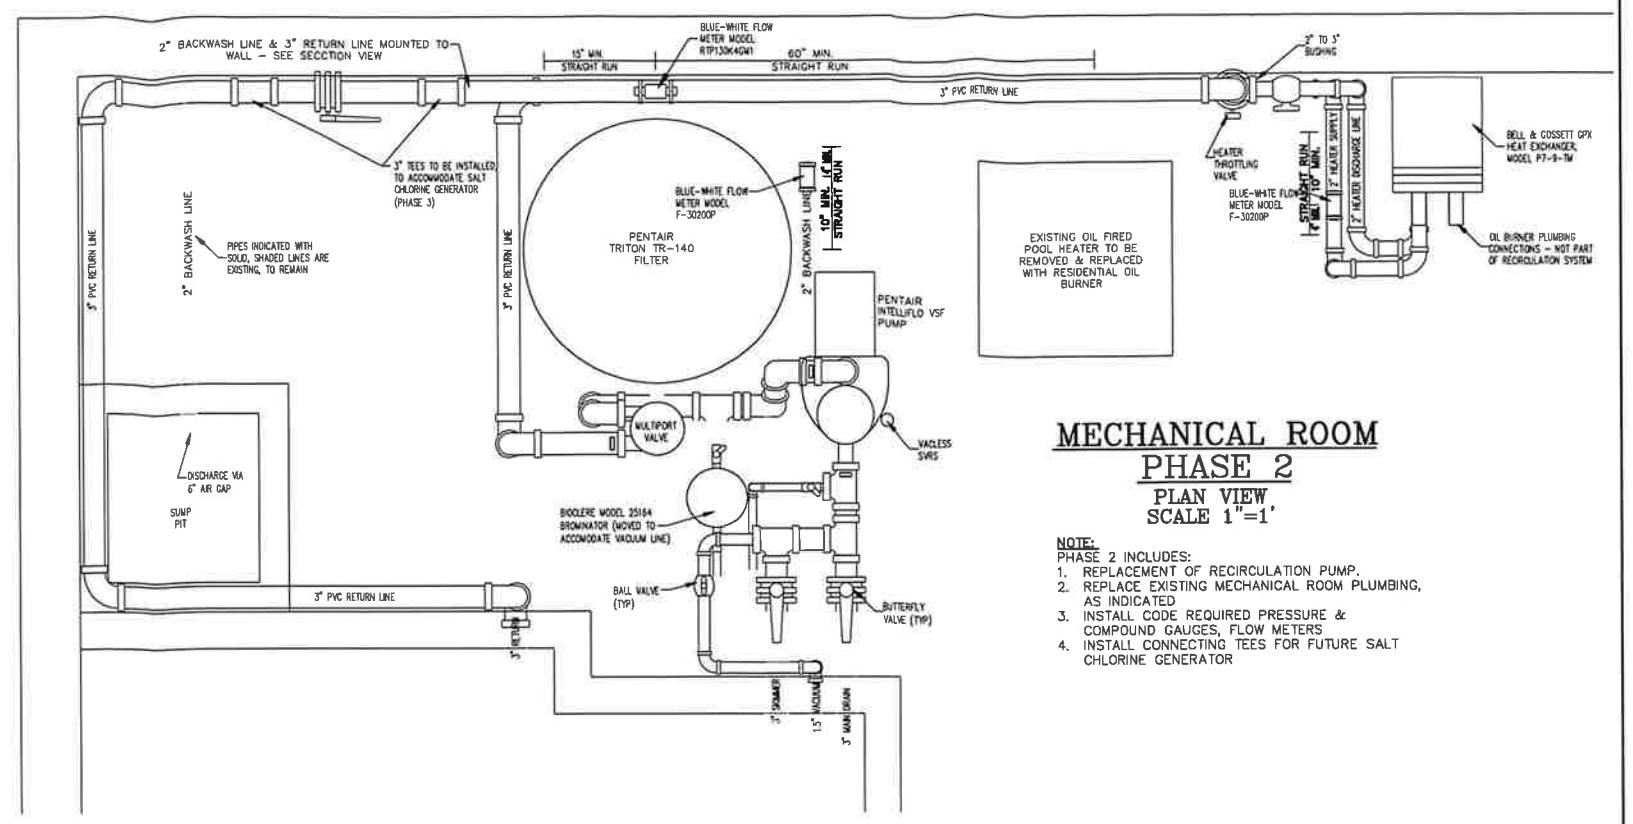 2" BACKWASH LINE & 3" RETURN LINE MOUNTED TO
WALL - SEE SECCTION VIEW
15" MIN.
STRAIGHT RUN
BLUE-WHITE FLOW
METER MODEL
RTP130K4GM1
60" MIN.
STRAIGHT RUN
2" TO 3"
BUSHING
3" PVC RETURN LINE
3" TEES TO BE INSTALLED,
TO ACCOMMODATE SALT
CHLORINE GENERATOR
(PHASE 3)
2" BACKWASH LINE
PIPES INDICATED WITH
SOLID, SHADED LINES ARE
EXISTING, TO REMAIN
3" PVC RETURN LINE
3" PVC RETURN LINE
BLUE-WHITE FLOW
METER MODEL
F-30200P
PENTAIR
TRITON TR-140
FILTER
2" BACKWASH LINE
10" MIN.
STRAIGHT RUN
PENTAIR
INTELLIFLO VSF
PUMP
EXISTING OIL FIRED
POOL HEATER TO BE
REMOVED & REPLACED
WITH RESIDENTIAL OIL
BURNER
HEATER
THROTTLING
VALVE
BLUE-WHITE FLOW
METER MODEL
F-30200P
STRAIGHT RUN
10" MIN.
2" HEATER SUPPLY
2" HEATER DISCHARGE LINE
BELL & GOSSETT GPX
HEAT EXCHANGER,
MODEL P7-9-TM
OIL BURNER PLUMBING
CONNECTIONS - NOT PART
OF RECIRCULATION SYSTEM
MULTIPORT
VALVE
VACLESS
SVRS
DISCHARGE VIA
6" AIR GAP
SUMP
PIT
BIOCLERE MODEL 25164
BROMINATOR (MOVED TO
ACCOMODATE VACUUM LINE)
BALL VALVE
(TYP)
BUTTERFLY
VALVE (TYP)
3" PVC RETURN LINE
3" RETURN
3" SKIMMER
1.5" VACUUM
3" MAIN DRAIN
MECHANICAL ROOM
PHASE 2
PLAN VIEW
SCALE 1"=1'
NOTE:
PHASE 2 INCLUDES:
1. REPLACEMENT OF RECIRCULATION PUMP.
2. REPLACE EXISTING MECHANICAL ROOM PLUMBING,
AS INDICATED
3. INSTALL CODE REQUIRED PRESSURE &
COMPOUND GAUGES, FLOW METERS
4. INSTALL CONNECTING TEES FOR FUTURE SALT
CHLORINE GENERATOR